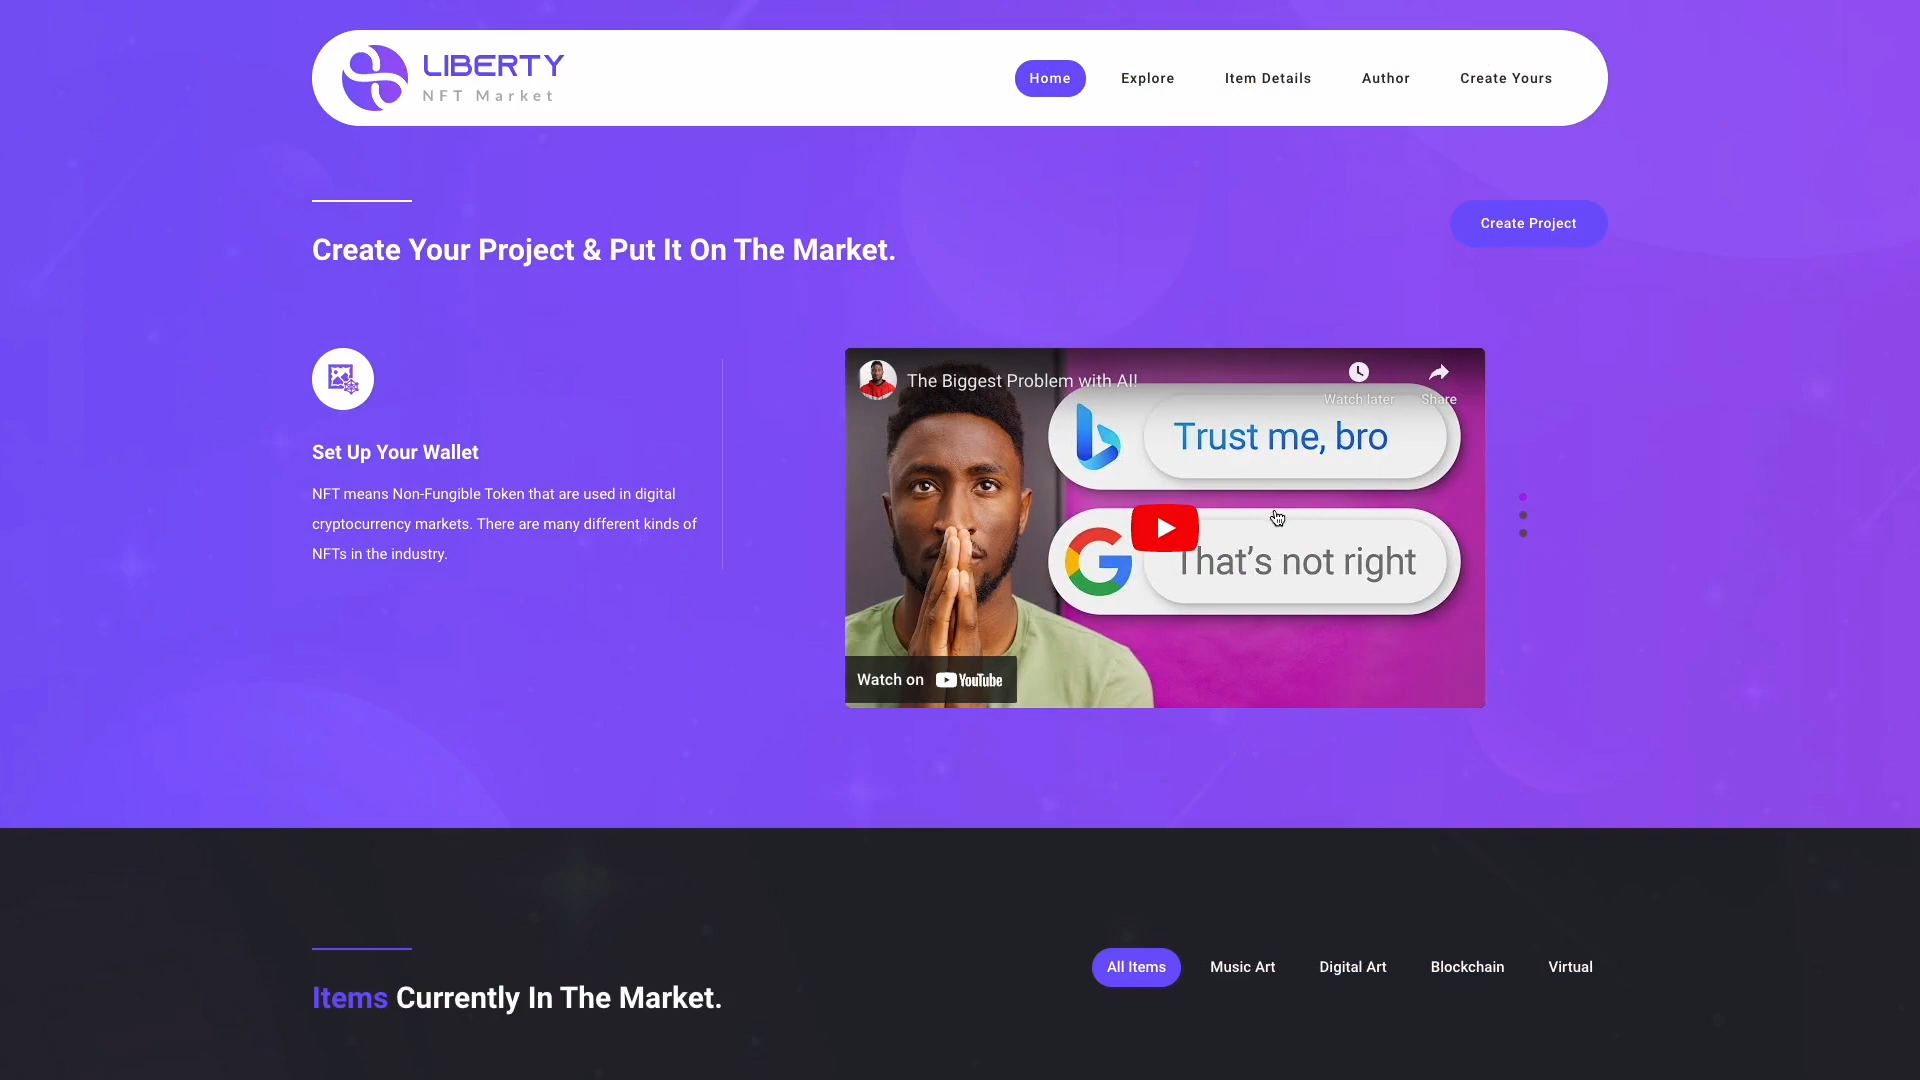 LIBERTY
NFT Market
Home
Explore
Item Details
Author
Create Yours
Create Your Project & Put It On The Market.
Create Project
Set Up Your Wallet
NFT means Non-Fungible Token that are used in digital
cryptocurrency markets. There are many different kinds of
NFTs in the industry.
The Biggest Problem with AI!
Watch later
Share
Trust me, bro
That's not right
Watch on YouTube
Items Currently In The Market.
All Items
Music Art
Digital Art
Blockchain
Virtual